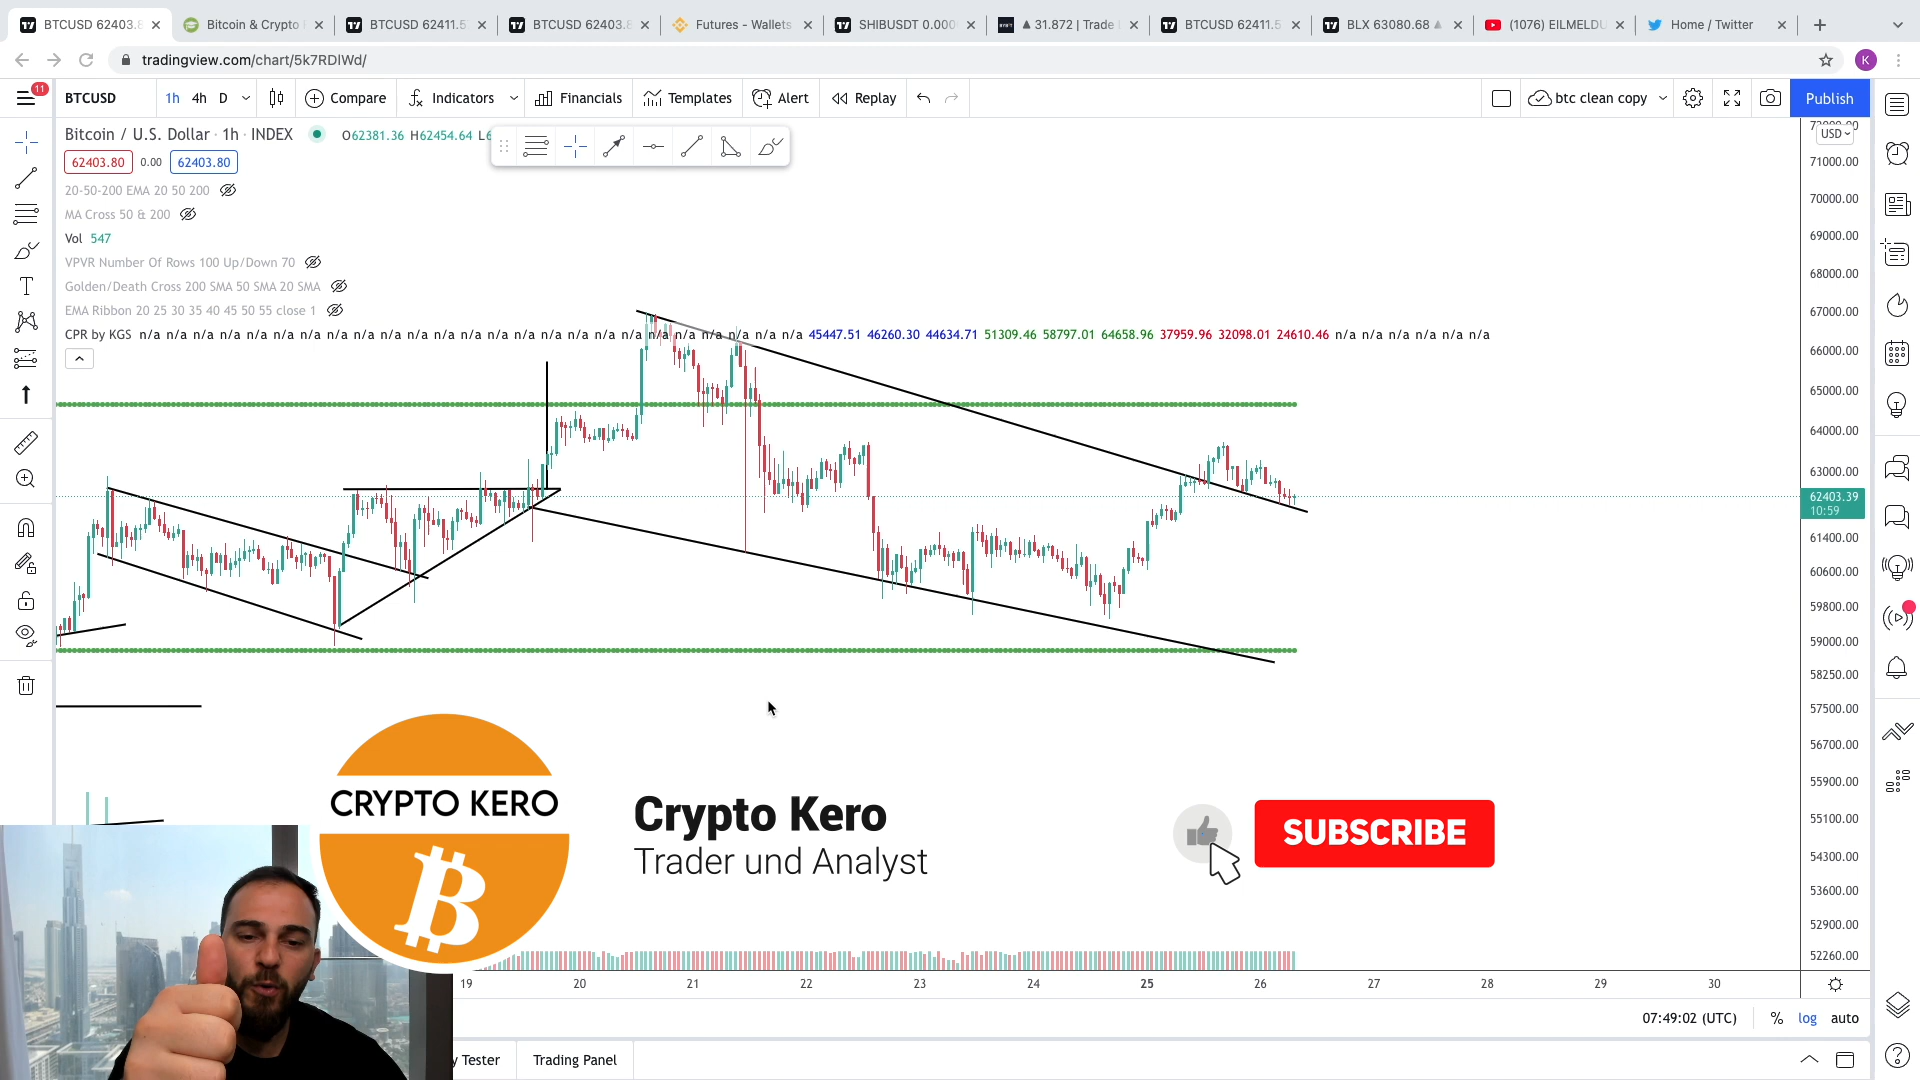 BTCUSD 62403.8
Bitcoin & Crypto
BTCUSD 62411.5
BTCUSD 62403.8
Futures - Wallets
SHIBUSDT 0.000
▲ 31.872 | Trade
BTCUSD 62411.5
BLX 63080.68 ▲
(1076) EILMELDU
Home / Twitter
tradingview.com/chart/5k7RDlWd/
K
11
BTCUSD 1h 4h D Compare Indicators Financials Templates Alert Replay btc clean copy Publish
Bitcoin / U.S. Dollar · 1h · INDEX O62381.36 H62454.64 L6
62403.80 0.00 62403.80
20-50-200 EMA 20 50 200
MA Cross 50 & 200
Vol 547
VPVR Number Of Rows 100 Up/Down 70
Golden/Death Cross 200 SMA 50 SMA 20 SMA
EMA Ribbon 20 25 30 35 40 45 50 55 close 1
CPR by KGS n/a n/a n/a n/a n/a n/a n/a n/a n/a n/a n/a n/a n/a n/a n/a n/a n/a n/a n/a n/a n/a n/a n/a n/a n/a 45447.51 46260.30 44634.71 51309.46 58797.01 64658.96 37959.96 32098.01 24610.46 n/a n/a n/a n/a n/a n/a
USD
71000.00
70000.00
69000.00
68000.00
67000.00
66000.00
65000.00
64000.00
63000.00
62403.39
10:59
61400.00
60600.00
59800.00
59000.00
58250.00
57500.00
56700.00
55900.00
55100.00
54300.00
53600.00
52900.00
52260.00
CRYPTO KERO
Crypto Kero
Trader und Analyst
SUBSCRIBE
19 20 21 22 23 24 25 26 27 28 29 30
07:49:02 (UTC) % log auto
y Tester Trading Panel